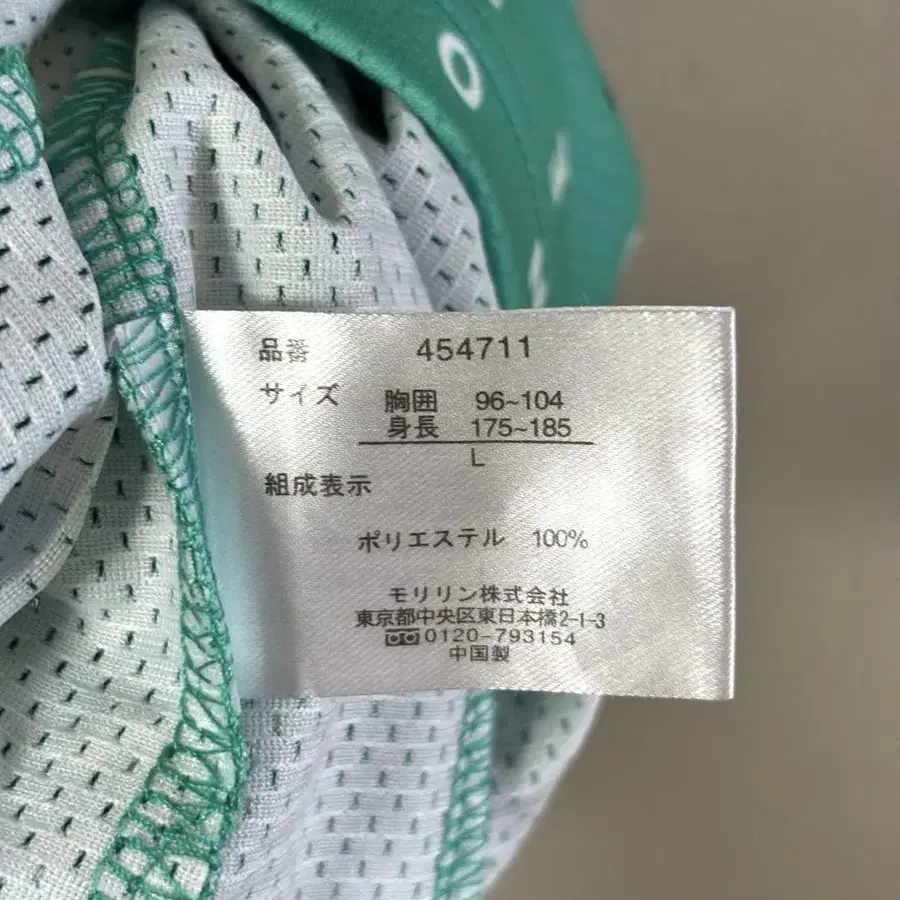 品番 454711
サイズ 胸囲 96~104
身長 175~185
L
組成表示
ポリエステル 100%
モリリン株式会社
東京都中央区東日本橋2-1-3
0120-793154
中国製